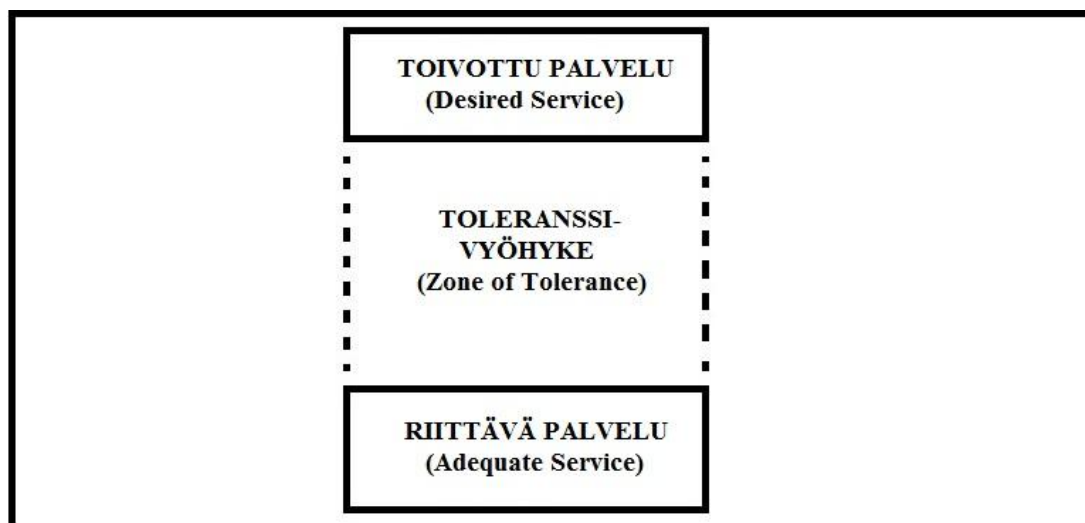 TOIVOTTU PALVELU
(Desired Service)
TOLERANSSI-
VYÖHYKE
(Zone of Tolerance)
RIITTÄVÄ PALVELU
(Adequate Service)